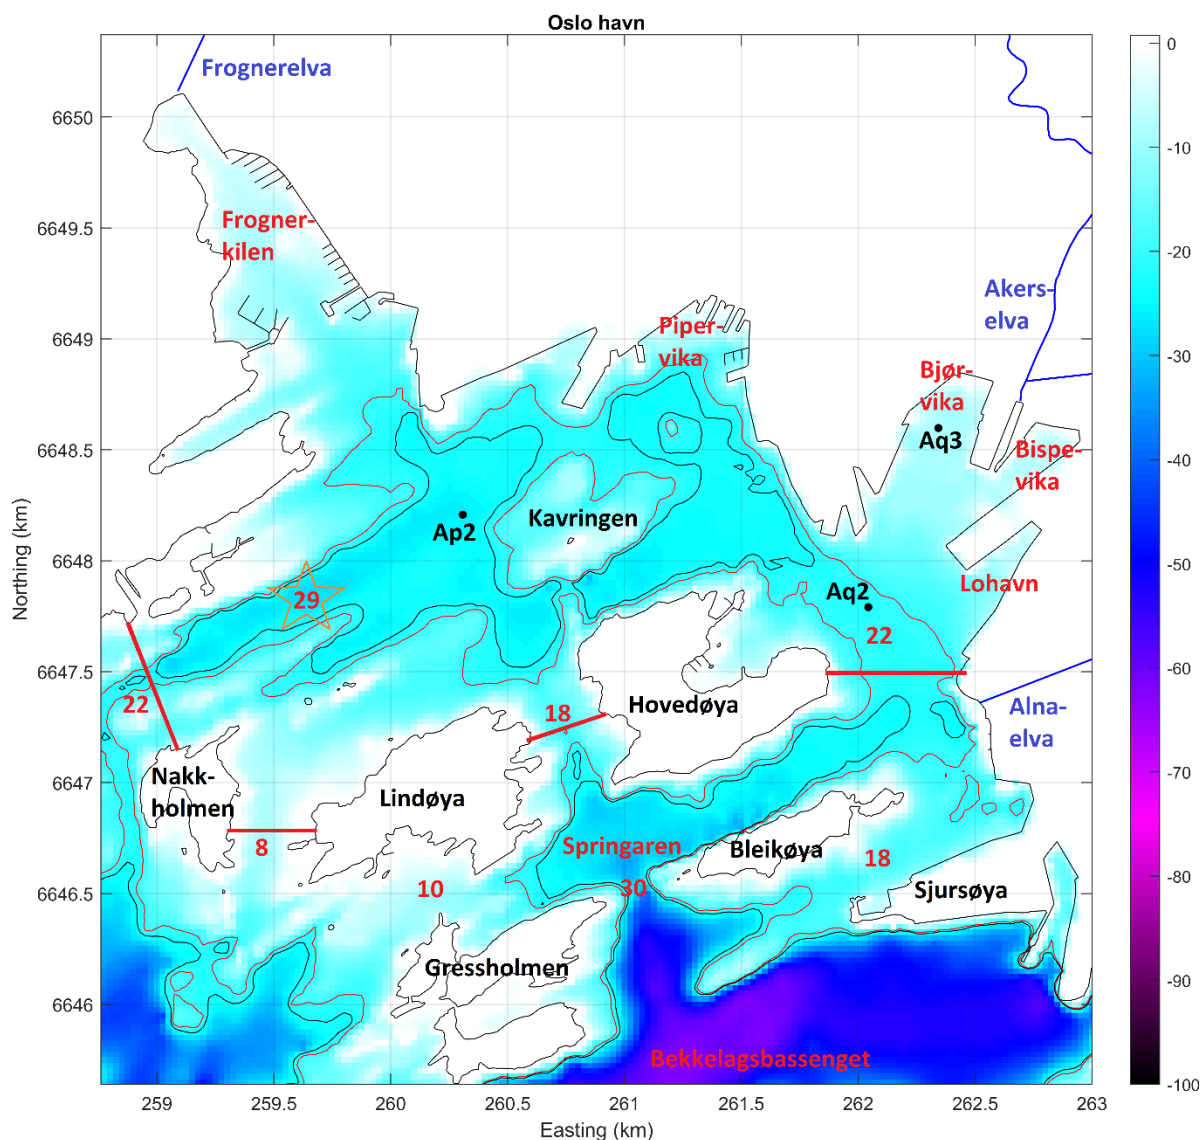 Oslo havn
Frognerelva
Frogner-
kilen
Piper-
vika
Akers-
elva
Bjør-
vika
Aq3
Bispe-
vika
Ap2
Kavringen
Lohavn
29
Aq2
22
22
18
Hovedøya
Alna-
elva
Nakk-
holmen
Lindøya
8
Springaren
Bleikøya
18
10
30
Sjursøya
Gressholmen
Bekkelagsbassenget
6650
6649.5
6649
6648.5
6648
6647.5
6647
6646.5
6646
Northing (km)
259
259.5
260
260.5
261
261.5
262
262.5
263
Easting (km)
0
-10
-20
-30
-40
-50
-60
-70
-80
-90
-100